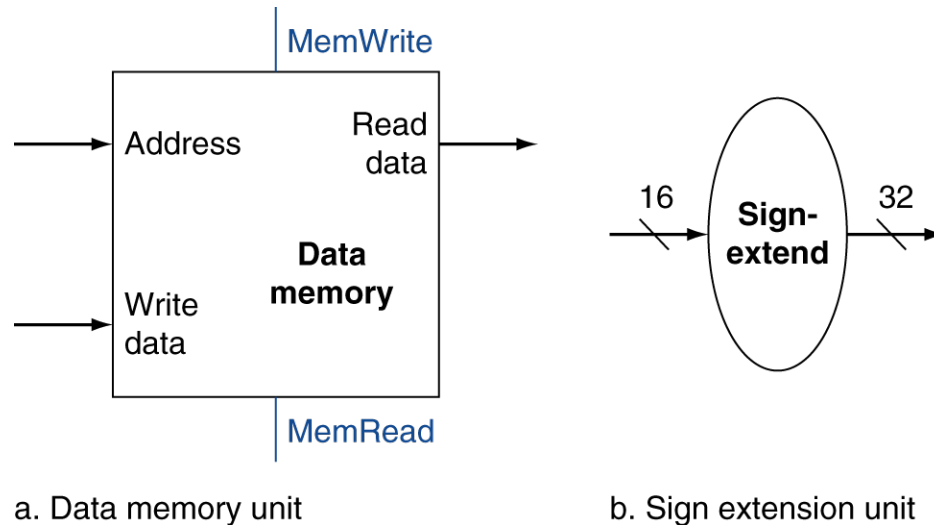 MemWrite
Address
Read
data
Data
memory
Write
data
MemRead
a. Data memory unit
16
Sign-
extend
32
b. Sign extension unit